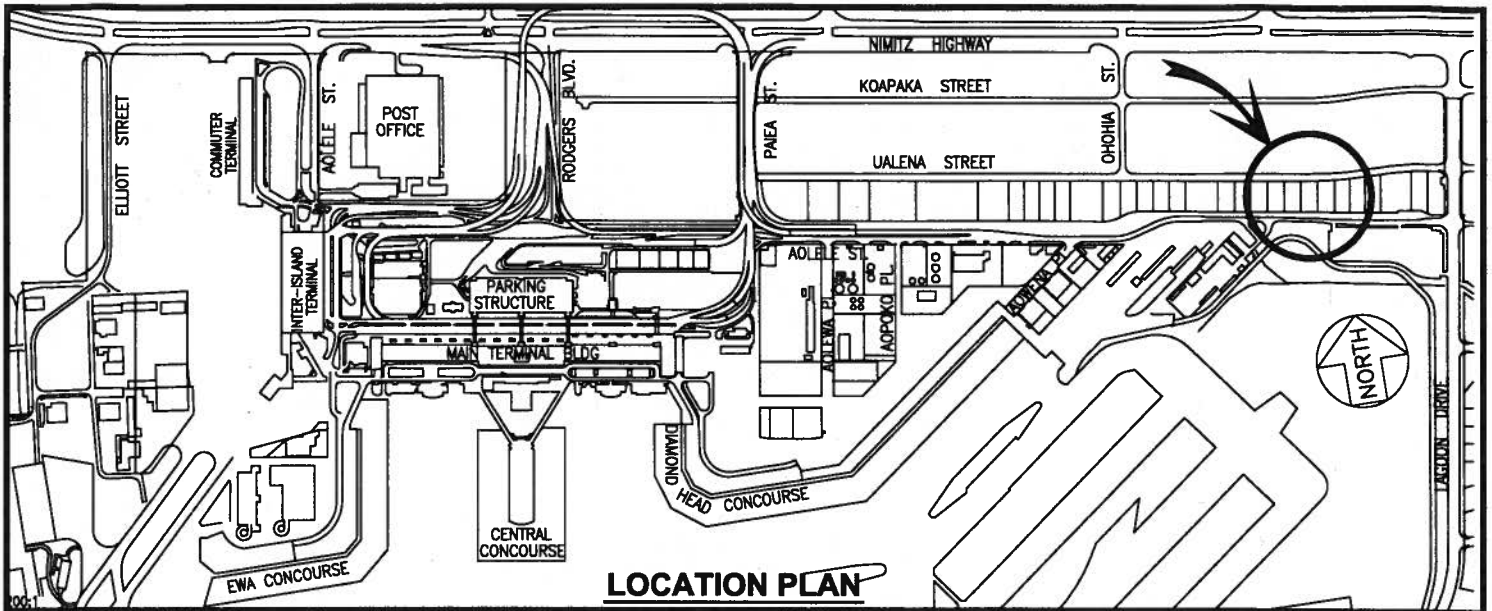 NIMITZ HIGHWAY
KOAPAKA STREET
UALENA STREET
ELLIOTT STREET
COMMUTER
TERMINAL
AOLELE ST.
POST
OFFICE
RODGERS BLVD.
PAIEA ST.
OHOHIA ST.
INTER-ISLAND
TERMINAL
PARKING
STRUCTURE
MAIN TERMINAL BLDG
AOLELE ST.
AOLEWA PL.
AOPOKO PL.
AOWENA PL.
NORTH
LAGOON DRIVE
DIAMOND
HEAD CONCOURSE
CENTRAL
CONCOURSE
EWA CONCOURSE
LOCATION PLAN